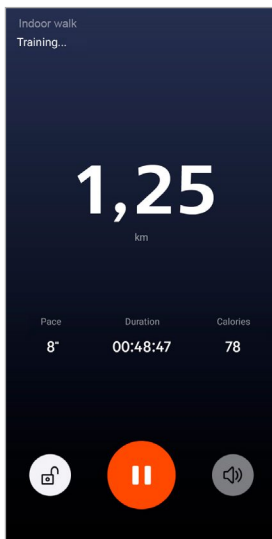 Indoor walk
Training...
1,25
km
Pace Duration Calories
8" 00:48:47 78